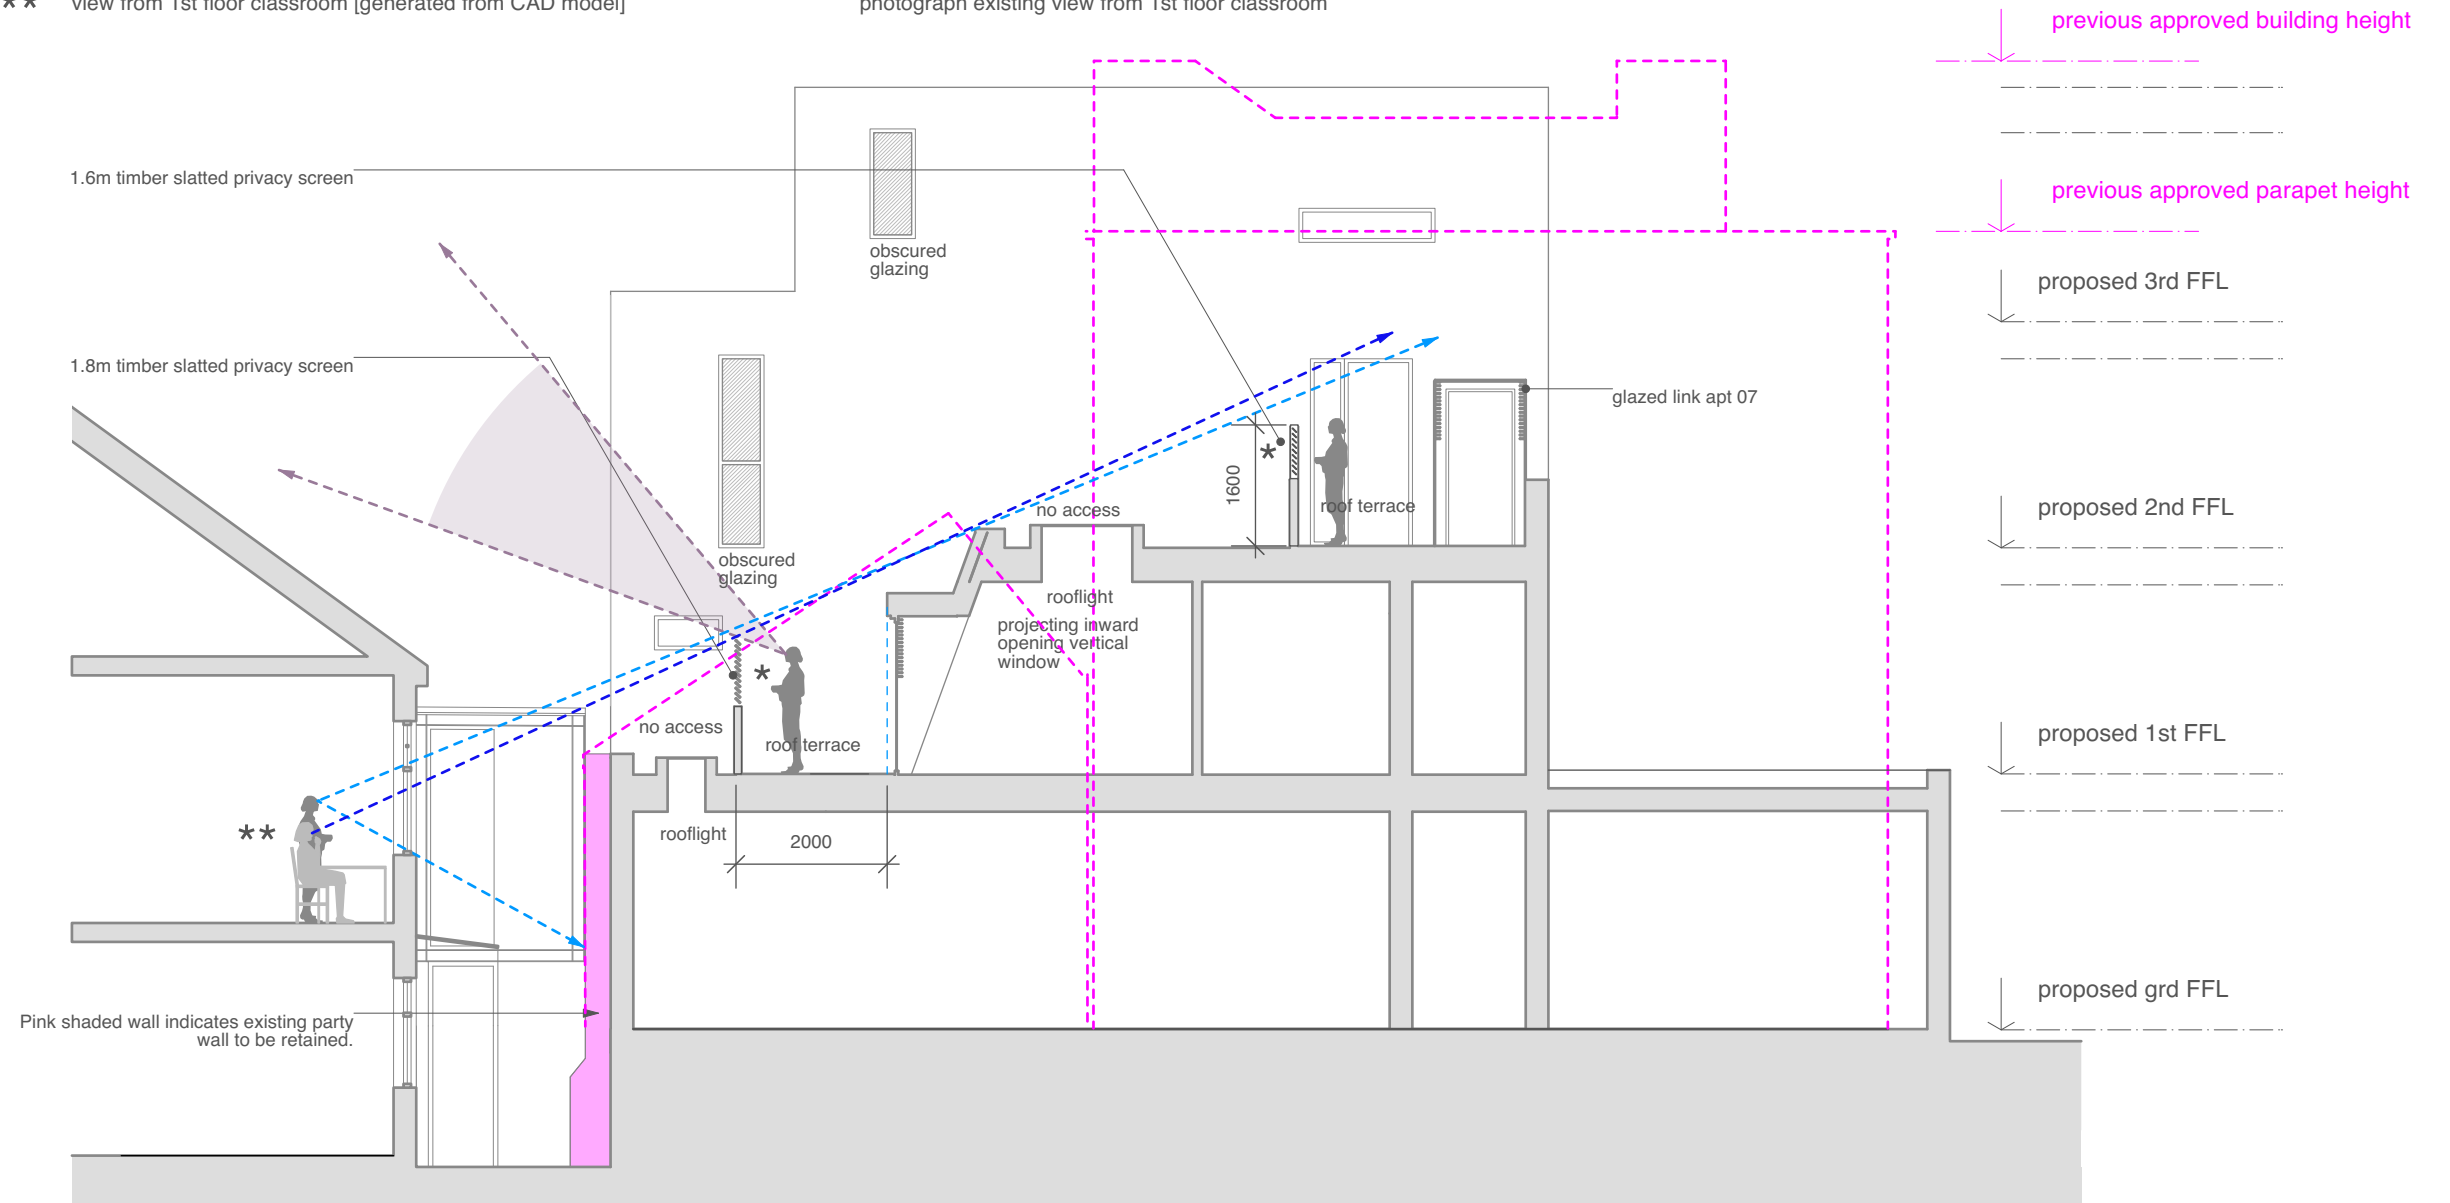 ** view from 1st floor classroom [generated from CAD model]
photograph existing view from 1st floor classroom
previous approved building height
1.6m timber slatted privacy screen
previous approved parapet height
obscured
glazing
proposed 3rd FFL
1.8m timber slatted privacy screen
glazed link apt 07
*
1600
roof terrace
no access
proposed 2nd FFL
obscured
glazing
rooflight
projecting inward
opening vertical
window
*
no access
roof terrace
proposed 1st FFL
**
rooflight
2000
proposed grd FFL
Pink shaded wall indicates existing party
wall to be retained.